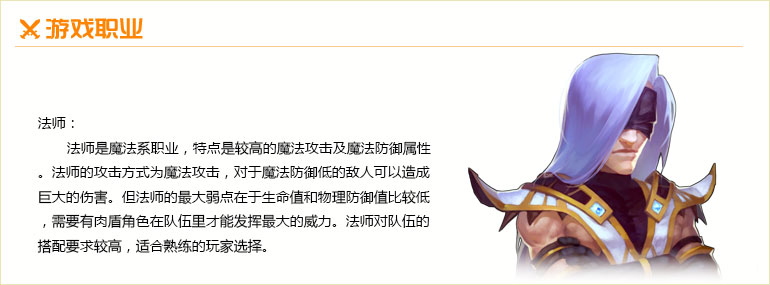 游戏职业
法师：
法师是魔法系职业，特点是较高的魔法攻击及魔法防御属性
。法师的攻击方式为魔法攻击，对于魔法防御低的敌人可以造成
巨大的伤害。但法师的最大弱点在于生命值和物理防御值比较低
，需要有肉盾角色在队伍里才能发挥最大的威力。法师对队伍的
搭配要求较高，适合熟练的玩家选择。